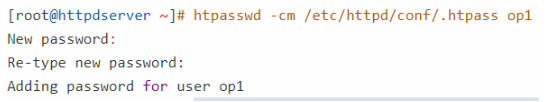 [root@httpdserver ~]# htpasswd -cm /etc/httpd/conf/.htpass op1
New password:
Re-type new password:
Adding password for user op1